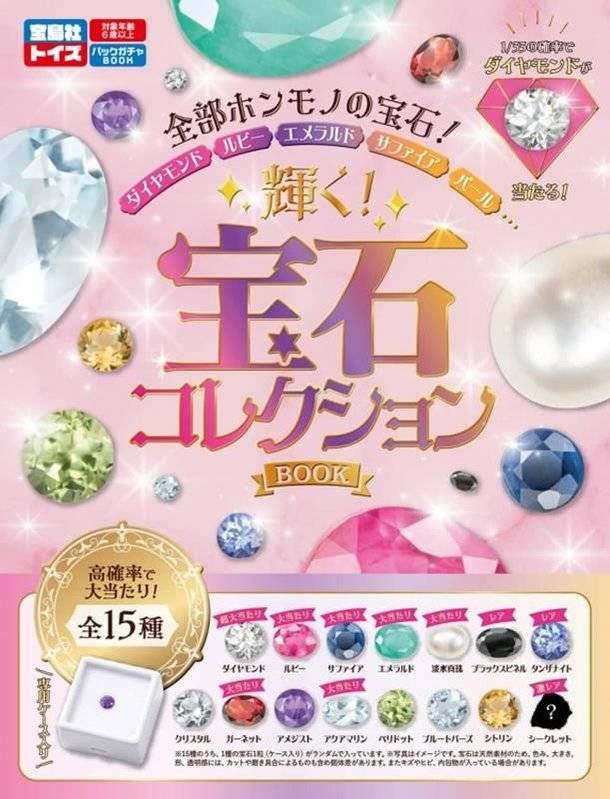 宝島社
トイズ
対象年齢
6歳以上
パックガチャ
BOOK
1/33の確率で
ダイヤモンドが
当たる!
全部ホンモノの宝石!
ダイヤモンド ルビー エメラルド サファイア パール…
輝く!
宝石
コレクション
BOOK
高確率で
大当たり!
全15種
専用ケース入り
超大当たり 大当たり 大当たり 大当たり 大当たり レア レア
ダイヤモンド ルビー サファイア エメラルド 淡水真珠 ブラックスピネル タンザナイト
大当たり 大当たり 激レア
?
クリスタル ガーネット アメジスト アクアマリン ペリドット ブルートパーズ シトリン シークレット
※15種のうち、1種の宝石1粒(ケース入り)がランダムで入っています。※写真はイメージです。宝石は天然素材のため、色み、大きさ、
形、透明感には、カットや磨き具合によるものも含め個体差があります。またキズやヒビ、内包物が入っている場合があります。